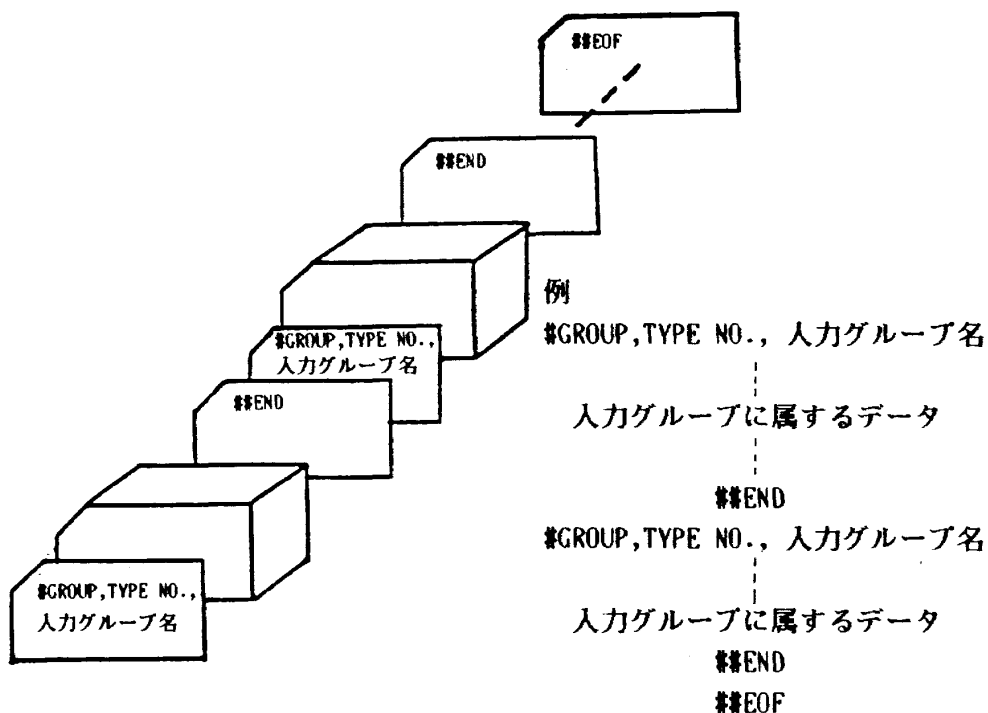 ##EOF
##END
#GROUP,TYPE NO.,
入力グループ名
##END
#GROUP,TYPE NO.,
入力グループ名
例
#GROUP,TYPE NO., 入力グループ名
入力グループに属するデータ
##END
#GROUP,TYPE NO., 入力グループ名
入力グループに属するデータ
##END
##EOF